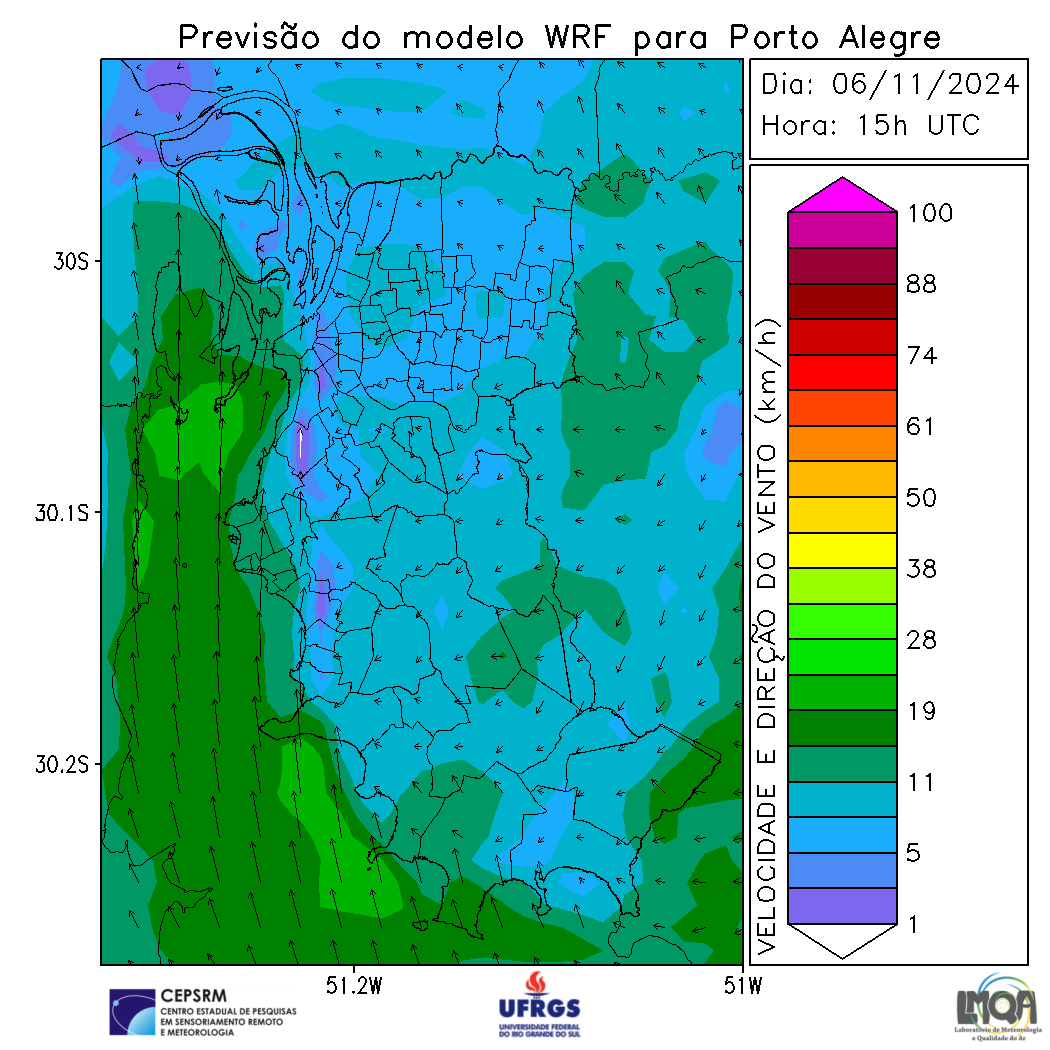 Previsão do modelo WRF para Porto Alegre
Dia: 06/11/2024
Hora: 15h UTC
30S
30.1S
30.2S
51.2W
51W
VELOCIDADE E DIREÇÃO DO VENTO (km/h)
100
88
74
61
50
38
28
19
11
5
1
CEPSRM
CENTRO ESTADUAL DE PESQUISAS
EM SENSORIAMENTO REMOTO
E METEOROLOGIA
UFRGS
UNIVERSIDADE FEDERAL
DO RIO GRANDE DO SUL
LMQA
Laboratório de Meteorologia
e Qualidade do Ar